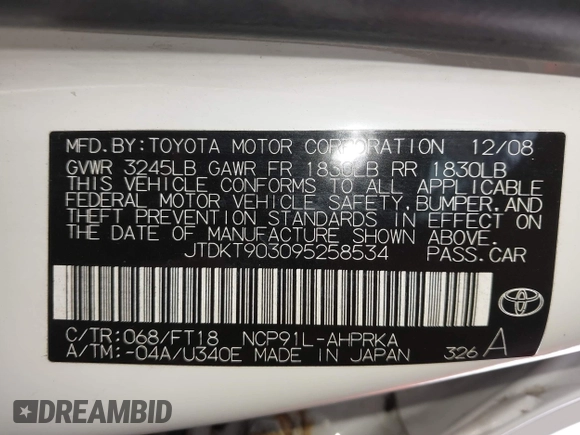 MFD.BY:TOYOTA MOTOR CORPORATION 12/08
GVWR 3245LB GAWR FR 1830LB RR 1830LB
THIS VEHICLE CONFORMS TO ALL APPLICABLE
FEDERAL MOTOR VEHICLE SAFETY,BUMPER,AND
THEFT PREVENTION STANDARDS IN EFFECT ON
THE DATE OF MANUFACTURE SHOWN ABOVE.
JTDKT903095258534 PASS.CAR
TOYOTA
C/TR:068/FT18 NCP91L-AHPRKA
A/TM:-04A/U340E MADE IN JAPAN 326 A
DREAMBID